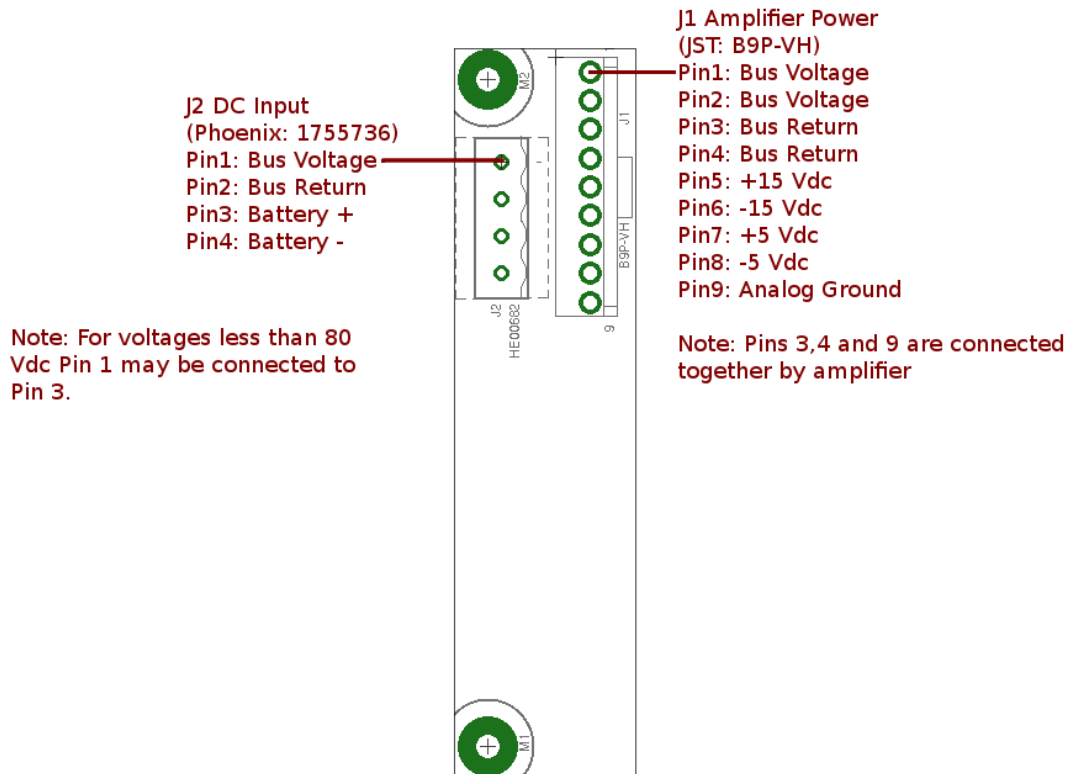 J2 DC Input
(Phoenix: 1755736)
Pin1: Bus Voltage
Pin2: Bus Return
Pin3: Battery +
Pin4: Battery -
Note: For voltages less than 80
Vdc Pin 1 may be connected to
Pin 3.
M2
J1
B9P-VH
9
J2
HE00682
M1
J1 Amplifier Power
(JST: B9P-VH)
Pin1: Bus Voltage
Pin2: Bus Voltage
Pin3: Bus Return
Pin4: Bus Return
Pin5: +15 Vdc
Pin6: -15 Vdc
Pin7: +5 Vdc
Pin8: -5 Vdc
Pin9: Analog Ground
Note: Pins 3,4 and 9 are connected
together by amplifier